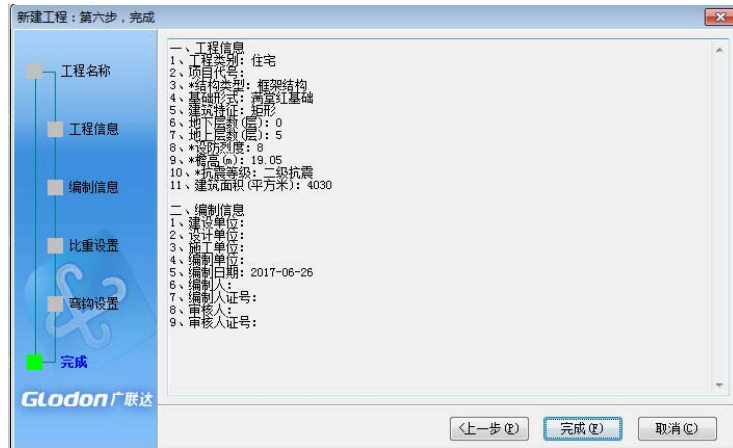 新建工程：第六步，完成
工程名称
工程信息
编制信息
比重设置
弯钩设置
完成
GLODON广联达
一、工程信息
1、工程类别: 住宅
2、项目代号:
3、*结构类型: 框架结构
4、基础形式: 满堂红基础
5、建筑特征: 矩形
6、地下层数(层): 0
7、地上层数(层): 5
8、*设防烈度: 8
9、*檐高(m): 19.05
10、*抗震等级: 二级抗震
11、建筑面积(平方米): 4030
二、编制信息
1、建设单位:
2、设计单位:
3、施工单位:
4、编制单位:
5、编制日期: 2017-06-26
6、编制人:
7、编制人证号:
8、审核人:
9、审核人证号:
<上一步(P)
完成(F)
取消(C)